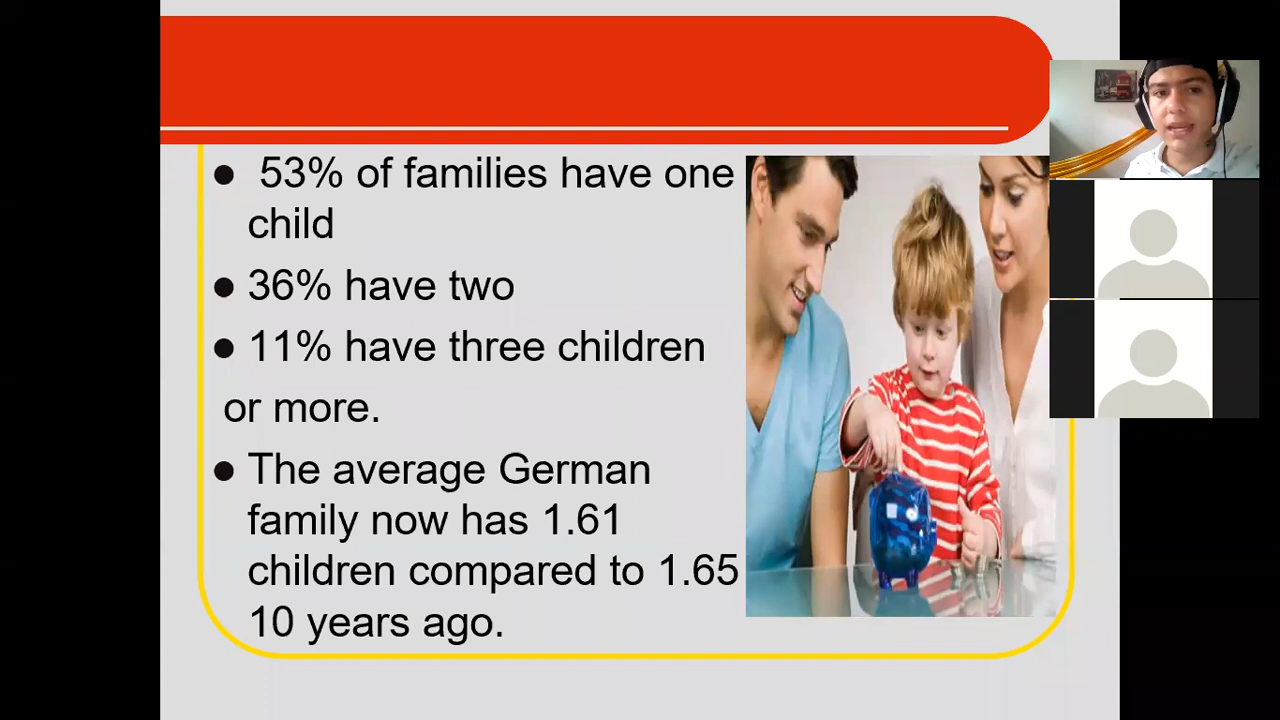 ● 53% of families have one
child
● 36% have two
● 11% have three children
or more.
● The average German
family now has 1.61
children compared to 1.65
10 years ago.